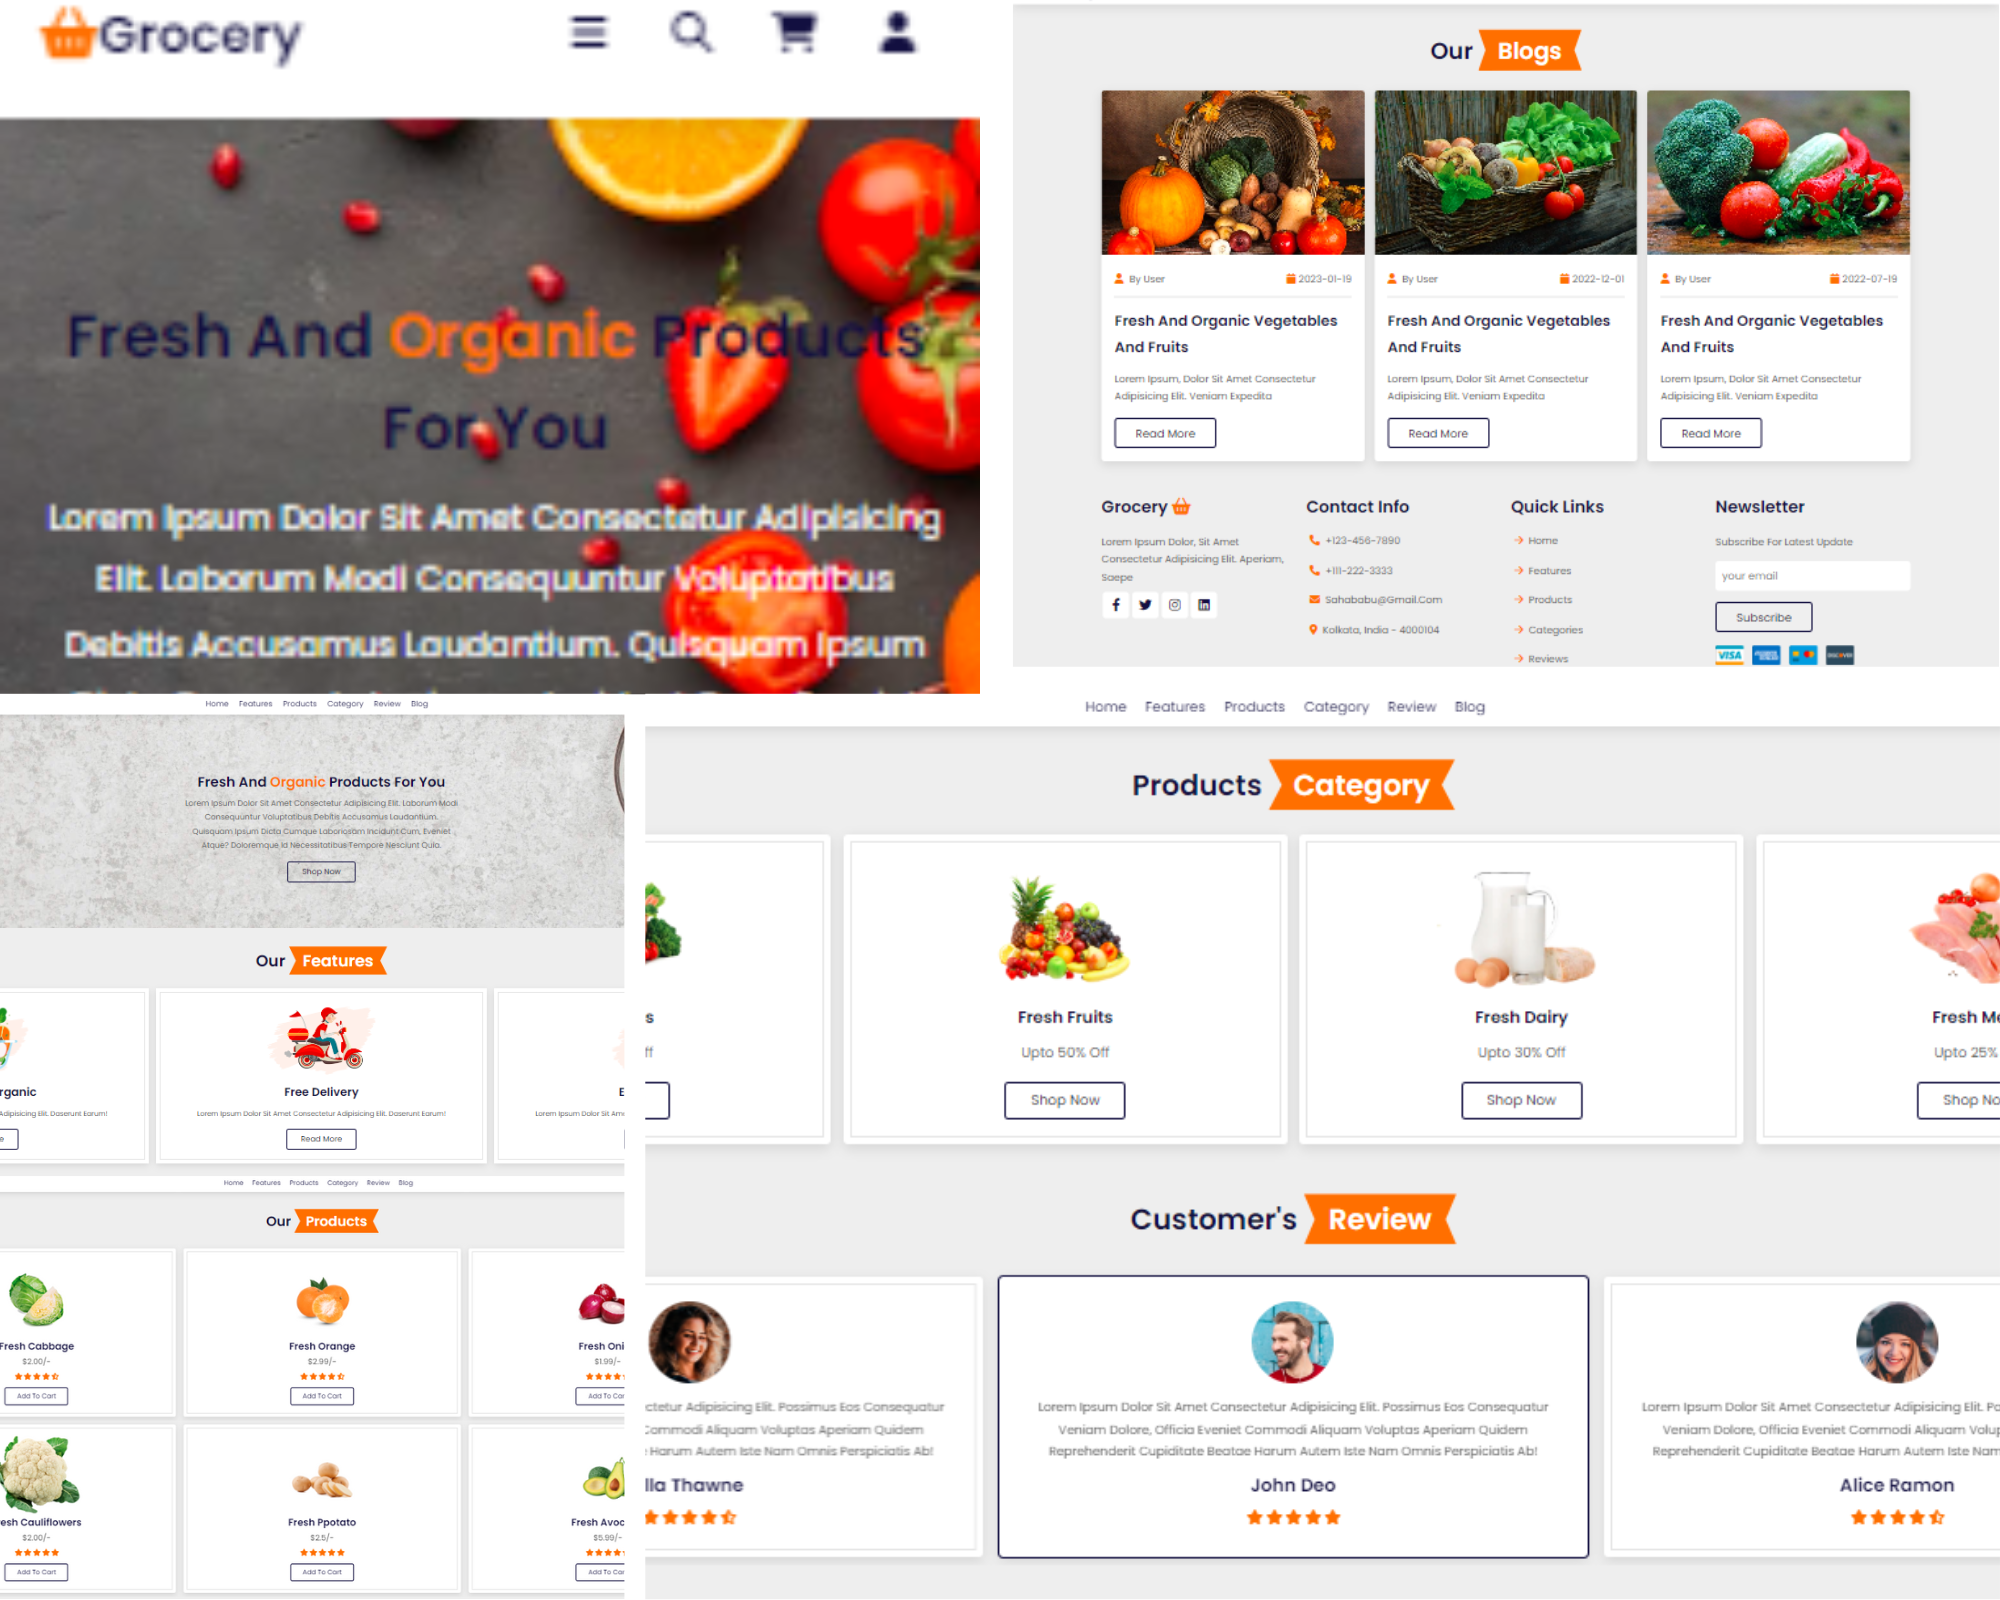 Grocery
Fresh And Organic Products
For You
Lorem Ipsum Dolor Sit Amet Consectetur Adipisicing
Elit. Laborum Modi Consequuntur Voluptatibus
Debitis Accusamus Laudantium. Quisquam Ipsum
Our Blogs
By User 2023-01-19
Fresh And Organic Vegetables
And Fruits
Lorem Ipsum, Dolor Sit Amet Consectetur
Adipisicing Elit. Veniam Expedita
Read More
By User 2022-12-01
Fresh And Organic Vegetables
And Fruits
Lorem Ipsum, Dolor Sit Amet Consectetur
Adipisicing Elit. Veniam Expedita
Read More
By User 2022-07-19
Fresh And Organic Vegetables
And Fruits
Lorem Ipsum, Dolor Sit Amet Consectetur
Adipisicing Elit. Veniam Expedita
Read More
Grocery
Lorem Ipsum Dolor, Sit Amet
Consectetur Adipisicing Elit. Aperiam,
Saepe
Contact Info
+123-456-7890
+111-222-3333
Sahababu@Gmail.Com
Kolkata, India - 4000104
Quick Links
Home
Features
Products
Categories
Reviews
Newsletter
Subscribe For Latest Update
your email
Subscribe
VISA
DISCOVER
Home Features Products Category Review Blog
Fresh And Organic Products For You
Lorem Ipsum Dolor Sit Amet Consectetur Adipisicing Elit. Laborum Modi
Consequuntur Voluptatibus Debitis Accusamus Laudantium.
Quisquam Ipsum Dicta Cumque Laboriosam Incidunt Cum, Eveniet
Atque? Doloremque Id Necessitatibus Tempore Nesciunt Quia.
Shop Now
Our Features
rganic
Adipisicing Elit. Daserunt Earum!
e
Free Delivery
Lorem Ipsum Dolor Sit Amet Consectetur Adipisicing Elit. Daserunt Earum!
Read More
E
Lorem Ipsum Dolor Sit Am
Home Features Products Category Review Blog
Our Products
Fresh Cabbage
$2.00/-
Add To Cart
Fresh Orange
$2.99/-
Add To Cart
Fresh Oni
$1.99/-
Add To Car
esh Cauliflowers
$2.00/-
Add To Cart
Fresh Ppotato
$2.5/-
Add To Cart
Fresh Avoc
$5.99/-
Add To Car
Home Features Products Category Review Blog
Products Category
s
ff
Fresh Fruits
Upto 50% Off
Shop Now
Fresh Dairy
Upto 30% Off
Shop Now
Fresh Me
Upto 25%
Shop No
Customer's Review
ctetur Adipisicing Elit. Possimus Eos Consequatur
Commodi Aliquam Voluptas Aperiam Quidem
Harum Autem Iste Nam Omnis Perspiciatis Ab!
lla Thawne
Lorem Ipsum Dolor Sit Amet Consectetur Adipisicing Elit. Possimus Eos Consequatur
Veniam Dolore, Officia Eveniet Commodi Aliquam Voluptas Aperiam Quidem
Reprehenderit Cupiditate Beatae Harum Autem Iste Nam Omnis Perspiciatis Ab!
John Deo
Lorem Ipsum Dolor Sit Amet Consectetur Adipisicing Elit. Po
Veniam Dolore, Officia Eveniet Commodi Aliquam Volup
Reprehenderit Cupiditate Beatae Harum Autem Iste Nam
Alice Ramon